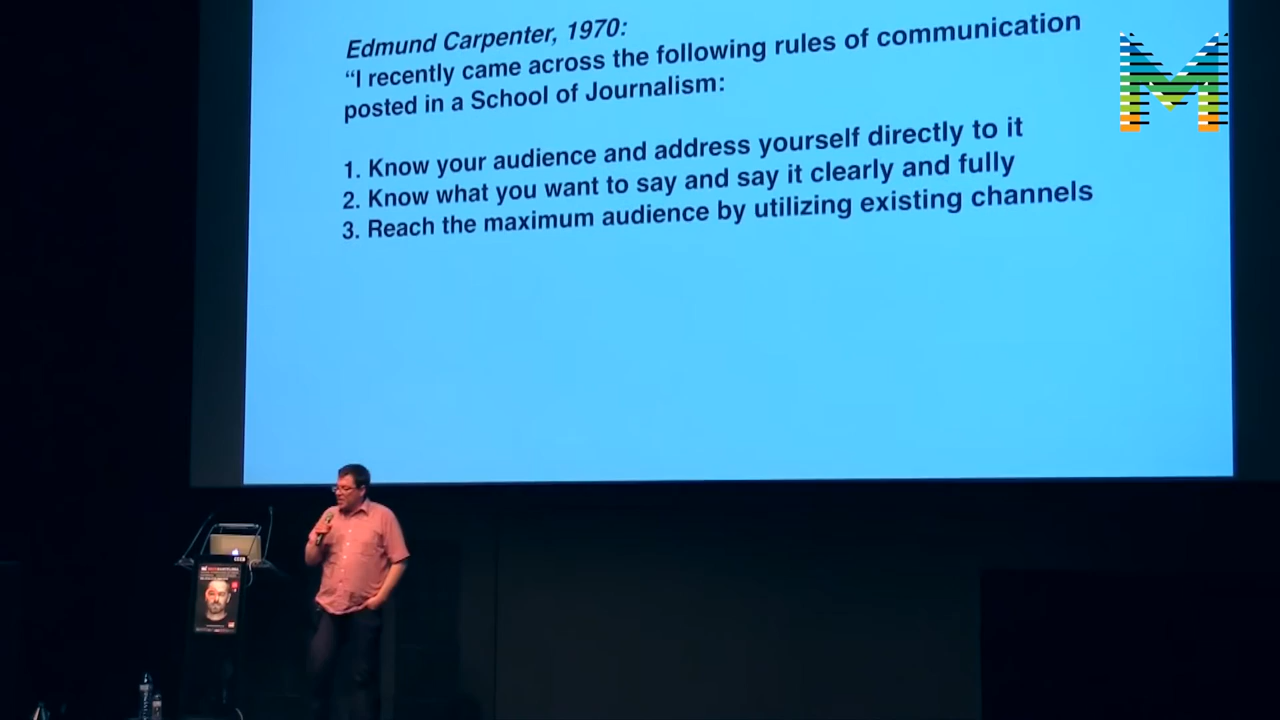 Edmund Carpenter, 1970:
“I recently came across the following rules of communication
posted in a School of Journalism:
1. Know your audience and address yourself directly to it
2. Know what you want to say and say it clearly and fully
3. Reach the maximum audience by utilizing existing channels
M